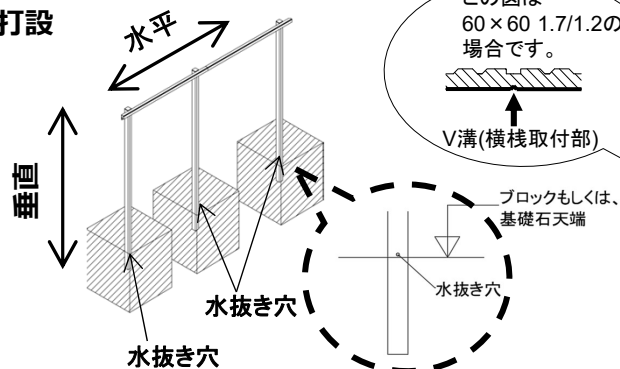 打設
水平
垂直
水抜き穴
水抜き穴
この図は
60×60 1.7/1.2の
場合です。
V溝(横桟取付部)
ブロックもしくは、
基礎石天端
水抜き穴